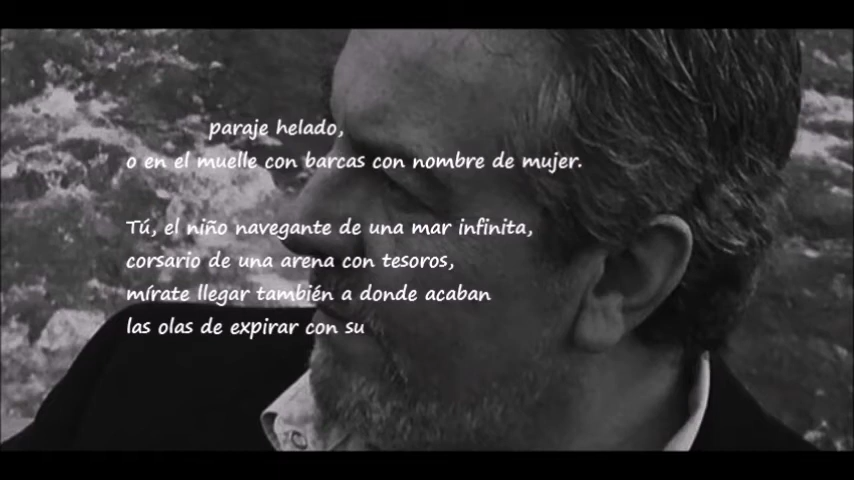 paraje helado,
o en el muelle con barcas con nombre de mujer.
Tú, el niño navegante de una mar infinita,
corsario de una arena con tesoros,
mírate llegar también a donde acaban
las olas de expirar con su